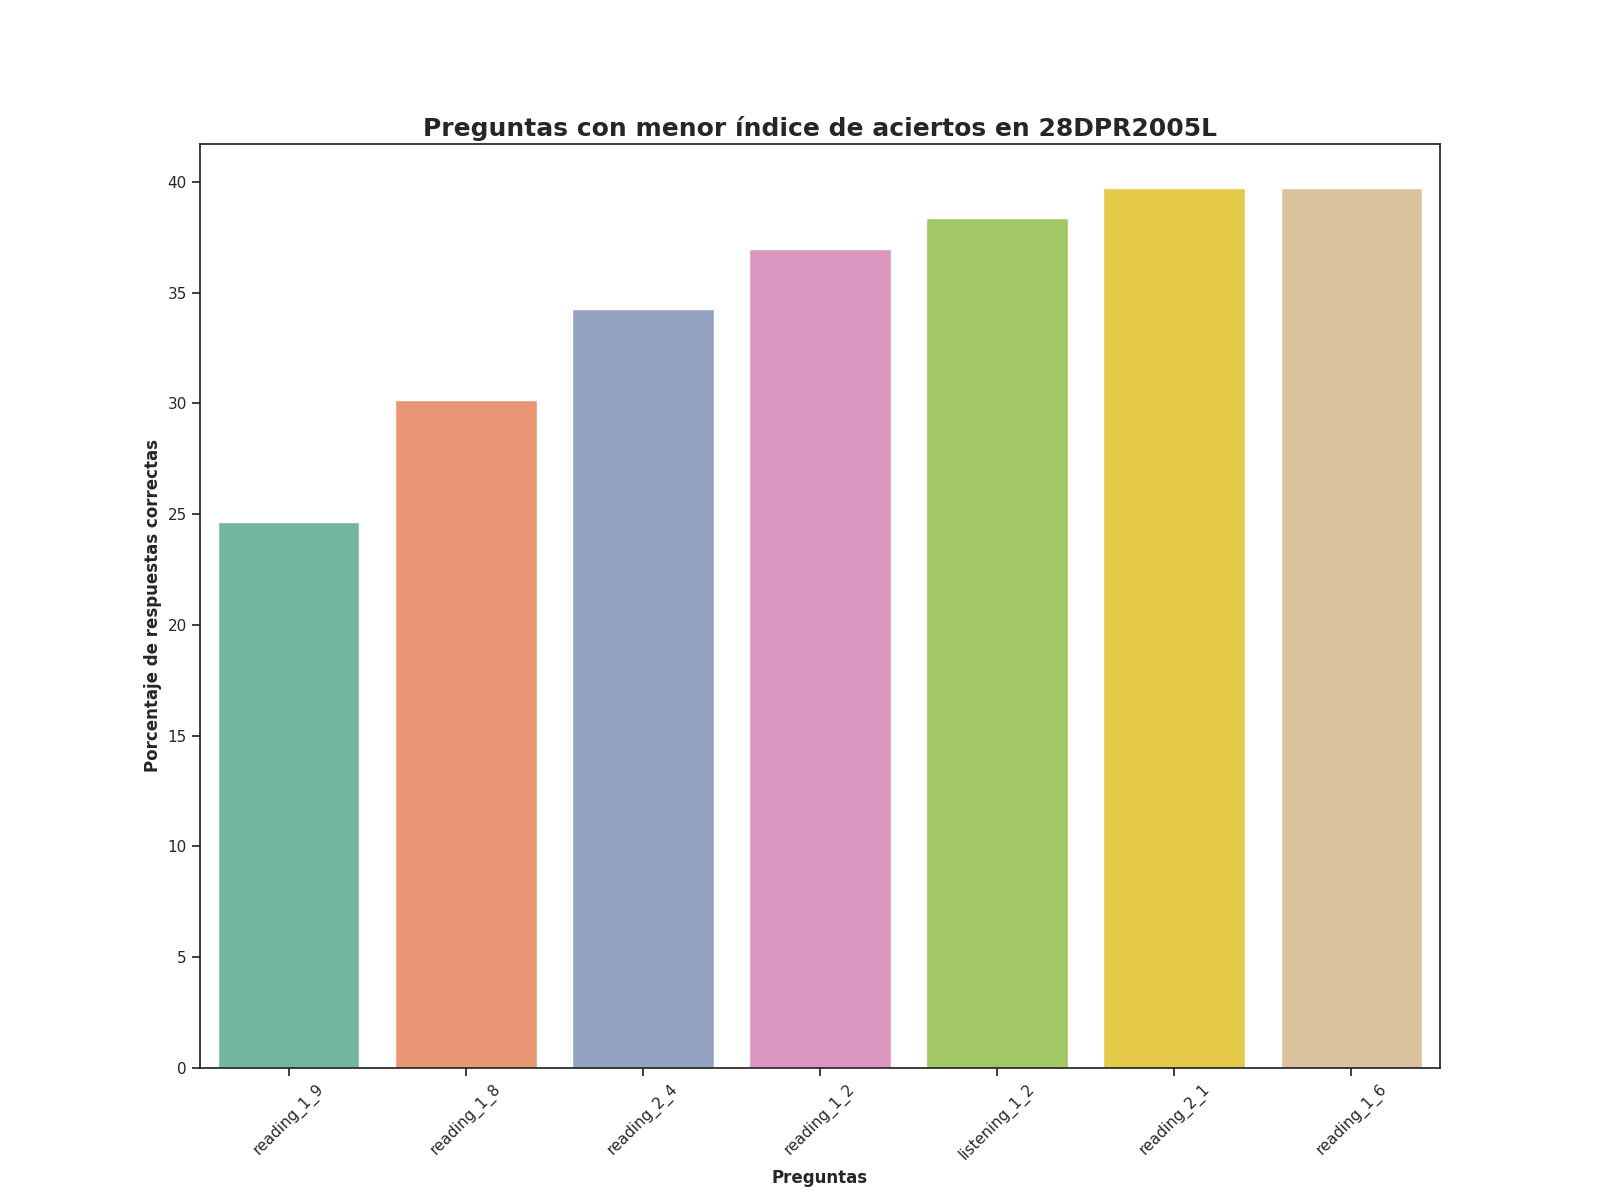 Preguntas con menor índice de aciertos en 28DPR2005L
Porcentaje de respuestas correctas
40
35
30
25
20
15
10
5
0
reading_1_9
reading_1_8
reading_2_4
reading_1_2
listening_1_2
reading_2_1
reading_1_6
Preguntas